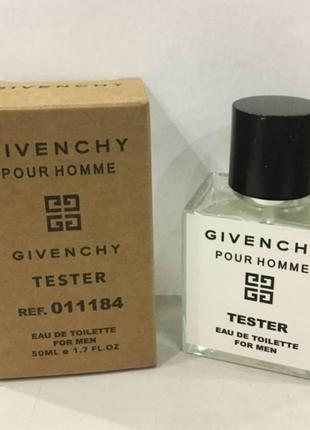 GIVENCHY
POUR HOMME
GIVENCHY
TESTER
REF. 011184
EAU DE TOILETTE
FOR MEN
50ML e 1.7 FL.OZ
GIVENCHY
POUR HOMME
TESTER
EAU DE TOILETTE
FOR MEN